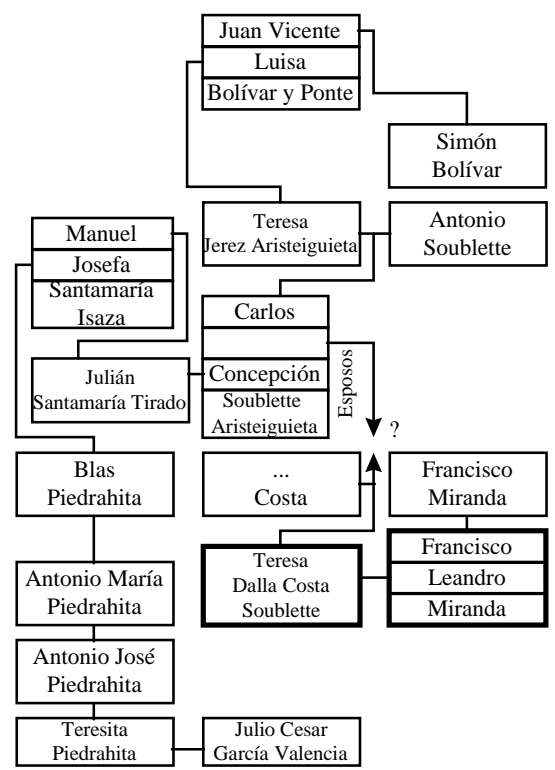 Juan Vicente
Luisa
Bolívar y Ponte
Simón
Bolívar
Teresa
Jerez Aristeiguieta
Antonio
Soublette
Manuel
Josefa
Santamaría
Isaza
Carlos
Concepción
Soublette
Aristeiguieta
Julián
Santamaría Tirado
Esposos
?
Blas
Piedrahita
...
Costa
Francisco
Miranda
Teresa
Dalla Costa
Soublette
Francisco
Leandro
Miranda
Antonio María
Piedrahita
Antonio José
Piedrahita
Teresita
Piedrahita
Julio Cesar
García Valencia